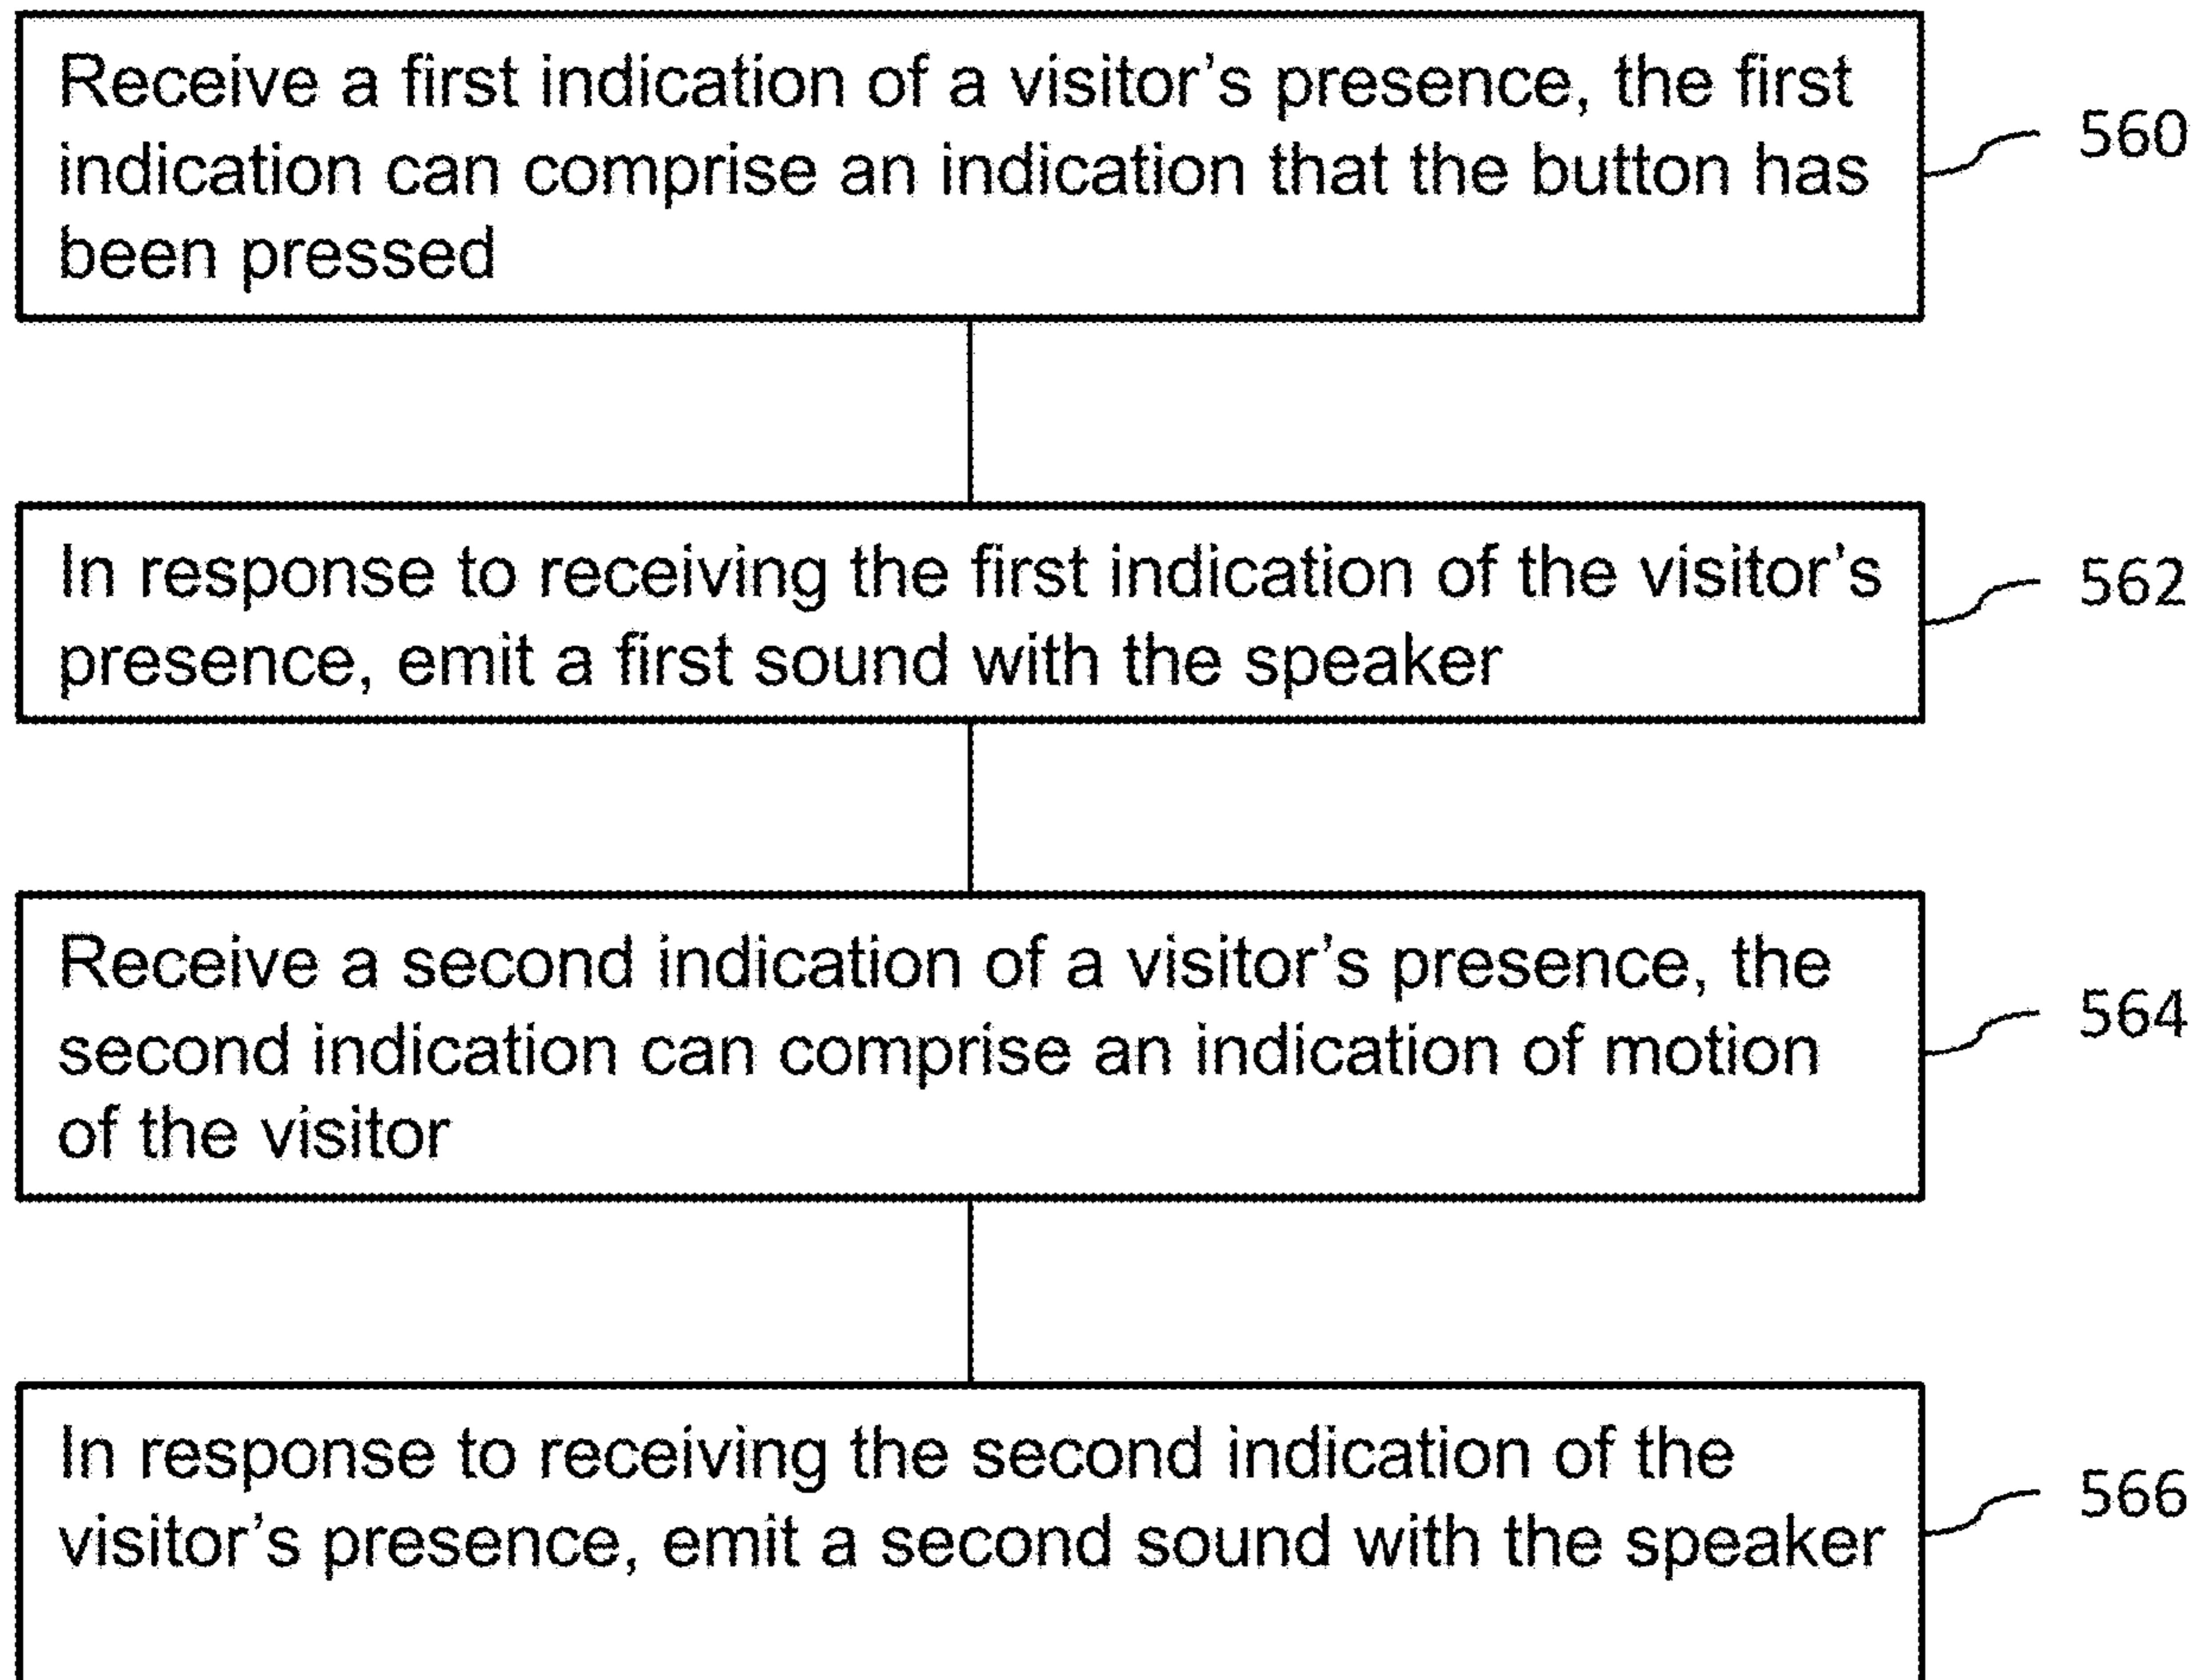 Receive a first indication of a visitor's presence, the first
indication can comprise an indication that the button has
been pressed
560
In response to receiving the first indication of the visitor's
presence, emit a first sound with the speaker
562
Receive a second indication of a visitor's presence, the
second indication can comprise an indication of motion
of the visitor
564
In response to receiving the second indication of the
visitor's presence, emit a second sound with the speaker
566